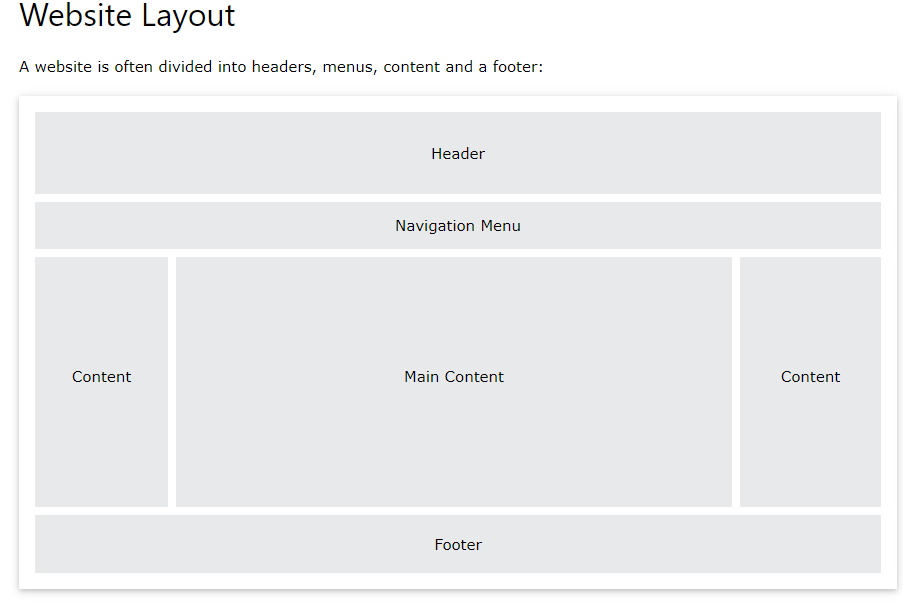 Website Layout
A website is often divided into headers, menus, content and a footer:
Header
Navigation Menu
Content
Main Content
Content
Footer